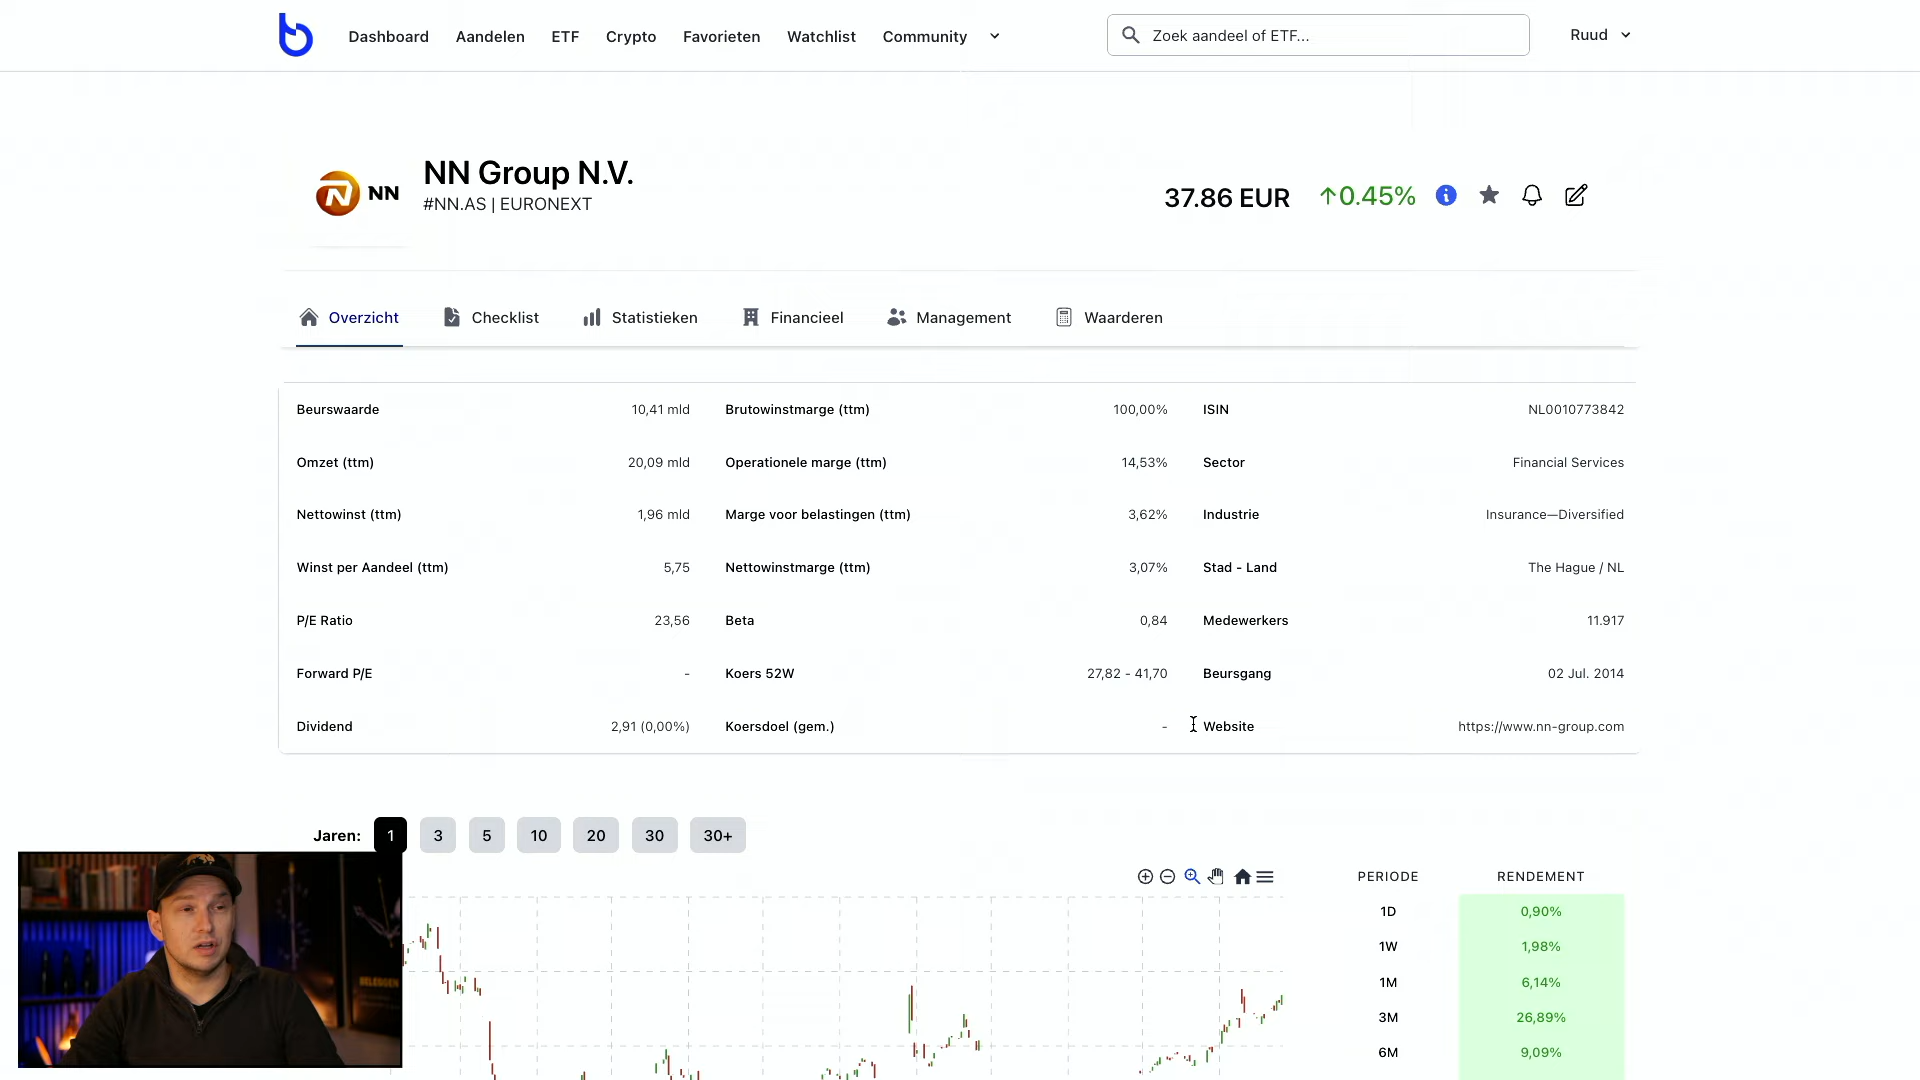 Dashboard Aandelen ETF Crypto Favorieten Watchlist Community Zoek aandeel of ETF... Ruud
NN
NN Group N.V.
#NN.AS | EURONEXT
37.86 EUR ↑0.45%
Overzicht Checklist Statistieken Financieel Management Waarderen
Beurswaarde 10,41 mld Brutowinstmarge (ttm) 100,00% ISIN NL0010773842
Omzet (ttm) 20,09 mld Operationele marge (ttm) 14,53% Sector Financial Services
Nettowinst (ttm) 1,96 mld Marge voor belastingen (ttm) 3,62% Industrie Insurance—Diversified
Winst per Aandeel (ttm) 5,75 Nettowinstmarge (ttm) 3,07% Stad - Land The Hague / NL
P/E Ratio 23,56 Beta 0,84 Medewerkers 11.917
Forward P/E - Koers 52W 27,82 - 41,70 Beursgang 02 Jul. 2014
Dividend 2,91 (0,00%) Koersdoel (gem.) - Website https://www.nn-group.com
Jaren: 1 3 5 10 20 30 30+
PERIODE RENDEMENT
1D 0,90%
1W 1,98%
1M 6,14%
3M 26,89%
6M 9,09%
BELEGGEN